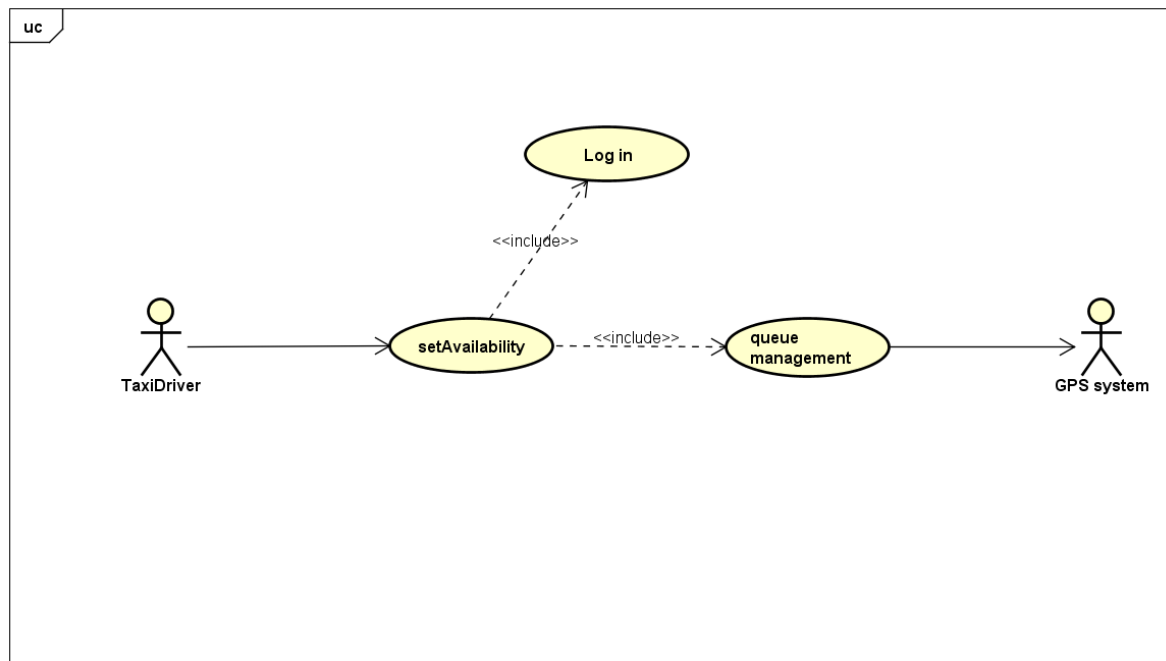 uc
Log in
<<include>>
<<include>>
setAvailability
queue
management
TaxiDriver
GPS system